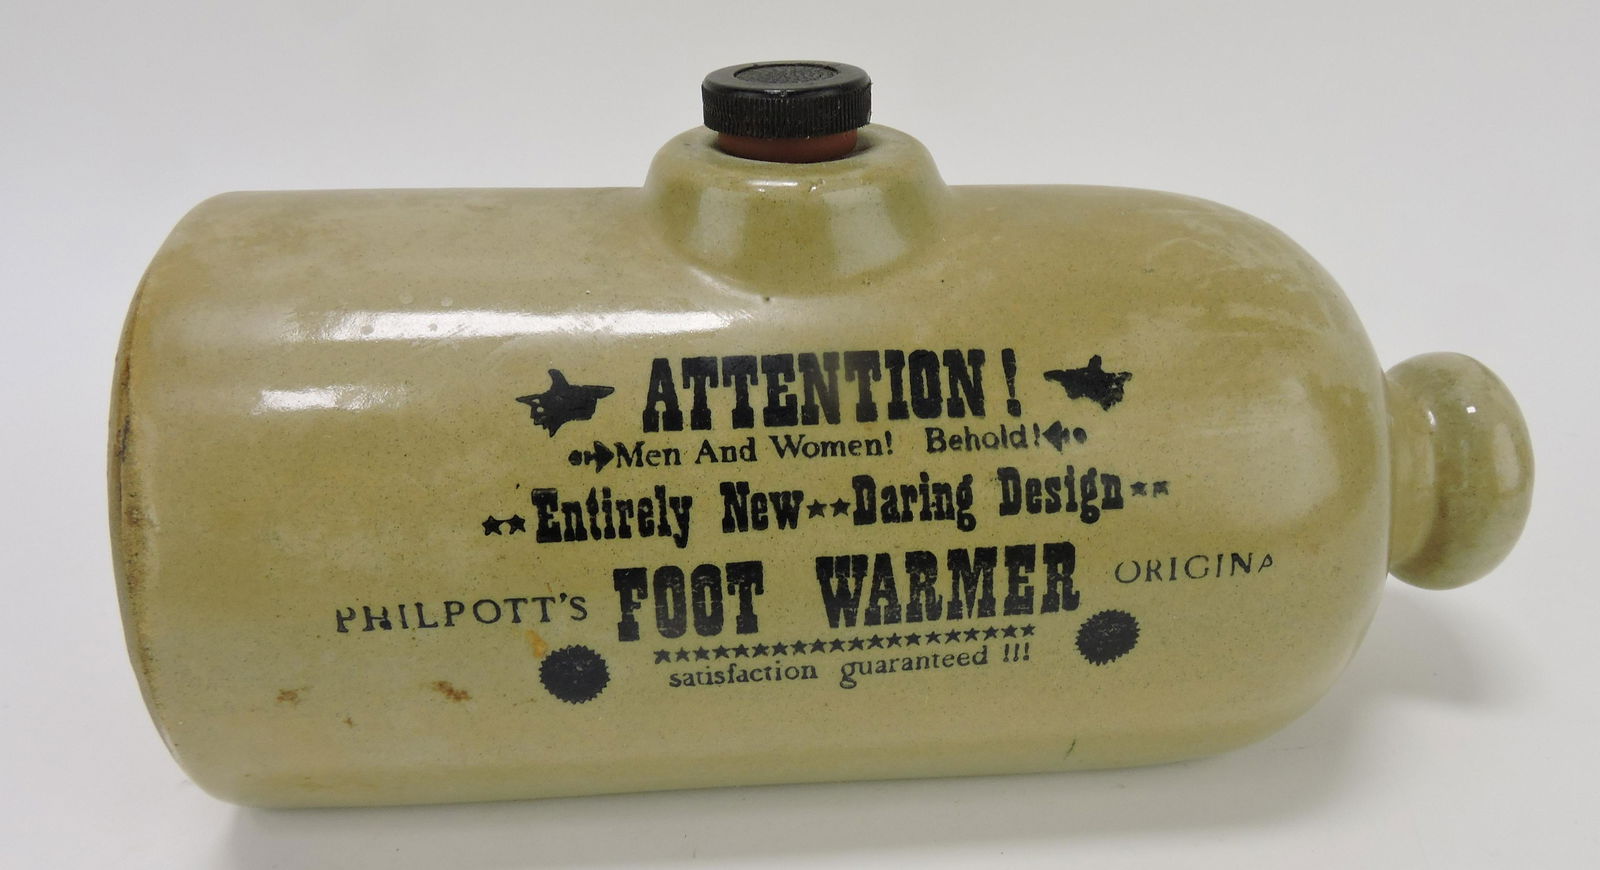 ATTENTION!
Men And Women! Behold!
Entirely New Daring Design
PHILPOTT'S FOOT WARMER ORIGINA
satisfaction guaranteed !!!